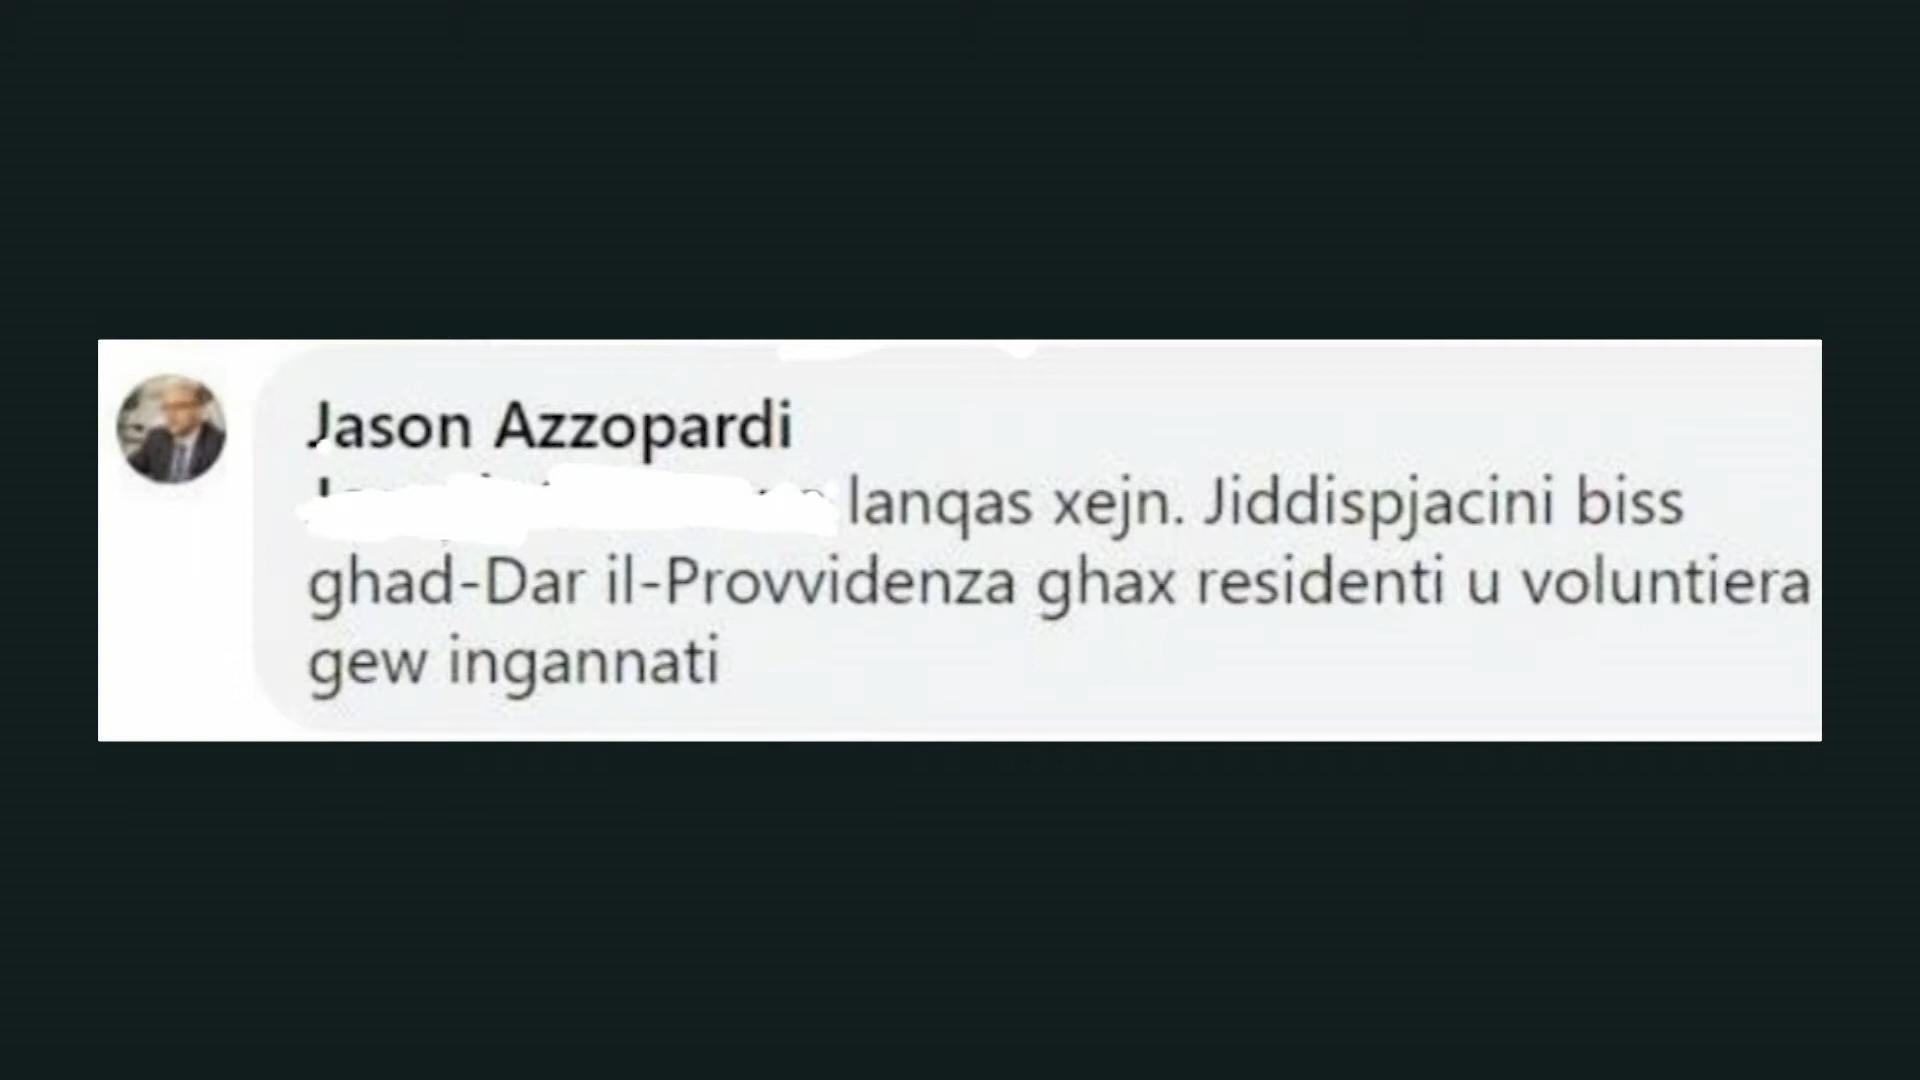 Jason Azzopardi
lanqas xejn. Jiddispjacini biss
ghad-Dar il-Provvidenza ghax residenti u voluntiera
gew ingannati